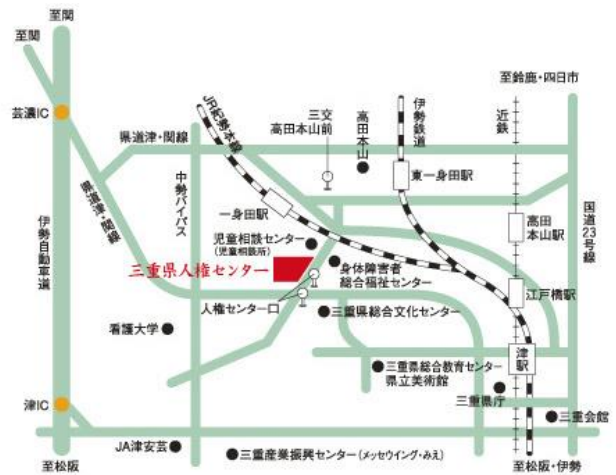 至関
至関
芸濃IC
県道津・関線
県道津・関線
中勢バイパス
伊勢自動車道
JR紀勢本線
三交
高田本山前
高田本山
伊勢鉄道
近鉄
至鈴鹿・四日市
東一身田駅
国道23号線
高田
本山駅
一身田駅
児童相談センター
(児童相談所)
三重県人権センター
身体障害者
総合福祉センター
江戸橋駅
人権センター口
三重県総合文化センター
看護大学
津駅
三重県総合教育センター
県立美術館
三重県庁
三重会館
津IC
JA津安芸
三重産業振興センター(メッセウイング・みえ)
至松阪
至松阪・伊勢